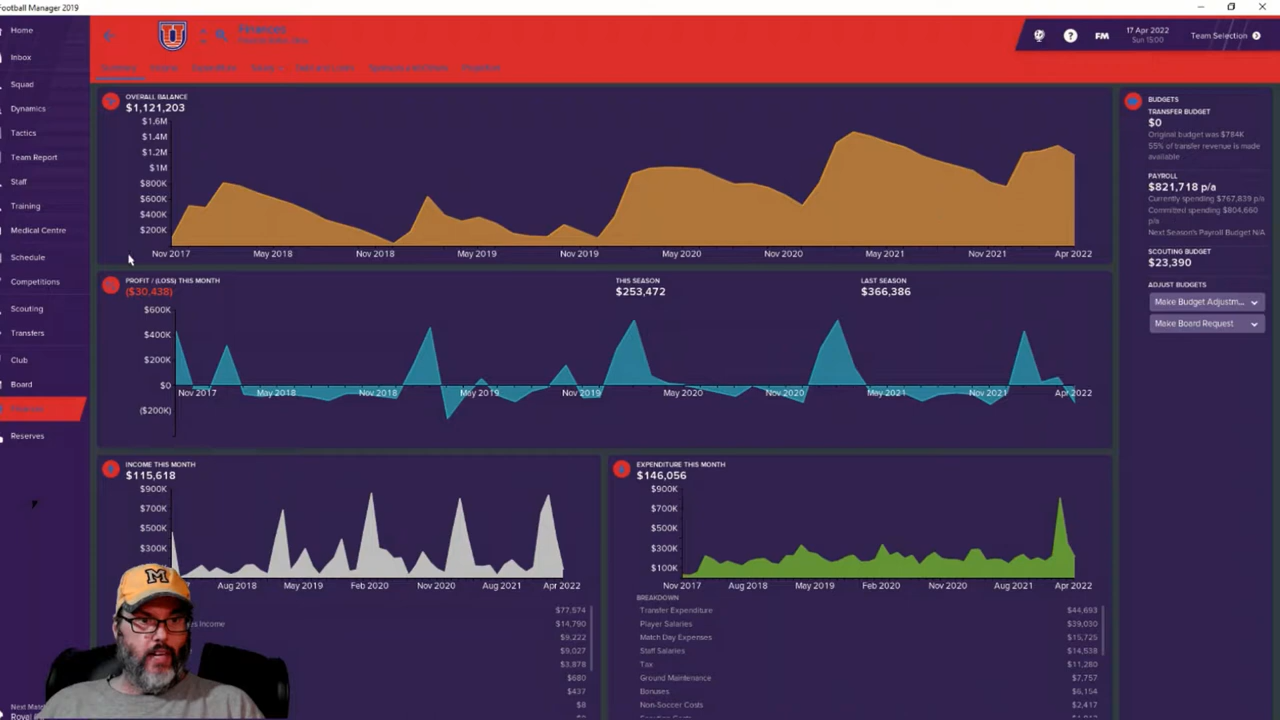 Football Manager 2019
Home
Inbox
Squad
Dynamics
Tactics
Team Report
Staff
Training
Medical Centre
Schedule
Competitions
Scouting
Transfers
Club
Board
Finances
Reserves
Finances
FM
17 Apr 2022
Sun 15:00
Team Selection
OVERALL BALANCE
$1,121,203
$1.6M
$1.4M
$1.2M
$1M
$800K
$600K
$400K
$200K
Nov 2017 May 2018 Nov 2018 May 2019 Nov 2019 May 2020 Nov 2020 May 2021 Nov 2021 Apr 2022
PROFIT / (LOSS) THIS MONTH
($30,438)
THIS SEASON
$253,472
LAST SEASON
$366,386
$600K
$400K
$200K
$0
($200K)
Nov 2017 May 2018 Nov 2018 May 2019 Nov 2019 May 2020 Nov 2020 May 2021 Nov 2021 Apr 2022
INCOME THIS MONTH
$115,618
$900K
$700K
$500K
$300K
Aug 2018 May 2019 Feb 2020 Nov 2020 Aug 2021 Apr 2022
$77,574
Income $14,790
$9,222
$9,027
$3,878
$680
$437
$8
EXPENDITURE THIS MONTH
$146,056
$900K
$700K
$500K
$300K
$100K
Nov 2017 Aug 2018 May 2019 Feb 2020 Nov 2020 Aug 2021 Apr 2022
BREAKDOWN
Transfer Expenditure $44,693
Player Salaries $39,030
Match Day Expenses $15,725
Staff Salaries $14,538
Tax $11,280
Ground Maintenance $7,757
Bonuses $6,154
Non-Soccer Costs $2,417
BUDGETS
TRANSFER BUDGET
$0
Original budget was $784K
55% of transfer revenue is made
available
PAYROLL
$821,718 p/a
Currently spending $767,839 p/a
Committed spending $804,660
p/a
Next Season's Payroll Budget N/A
SCOUTING BUDGET
$23,390
ADJUST BUDGETS
Make Budget Adjustm...
Make Board Request
Next Mat
Royal
M